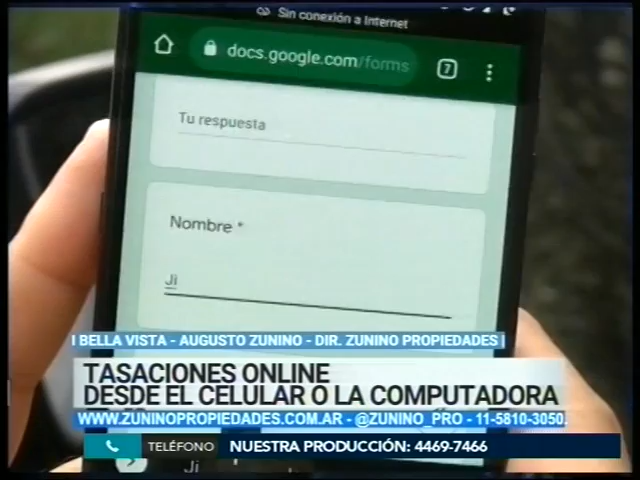 Sin conexión a Internet
docs.google.com/forms
7
Tu respuesta
Nombre *
Ji
| BELLA VISTA - AUGUSTO ZUNINO - DIR. ZUNINO PROPIEDADES |
TASACIONES ONLINE
DESDE EL CELULAR O LA COMPUTADORA
WWW.ZUNINOPROPIEDADES.COM.AR - @ZUNINO_PRO - 11-5810-3050.
TELÉFONO NUESTRA PRODUCCIÓN: 4469-7466
Ji